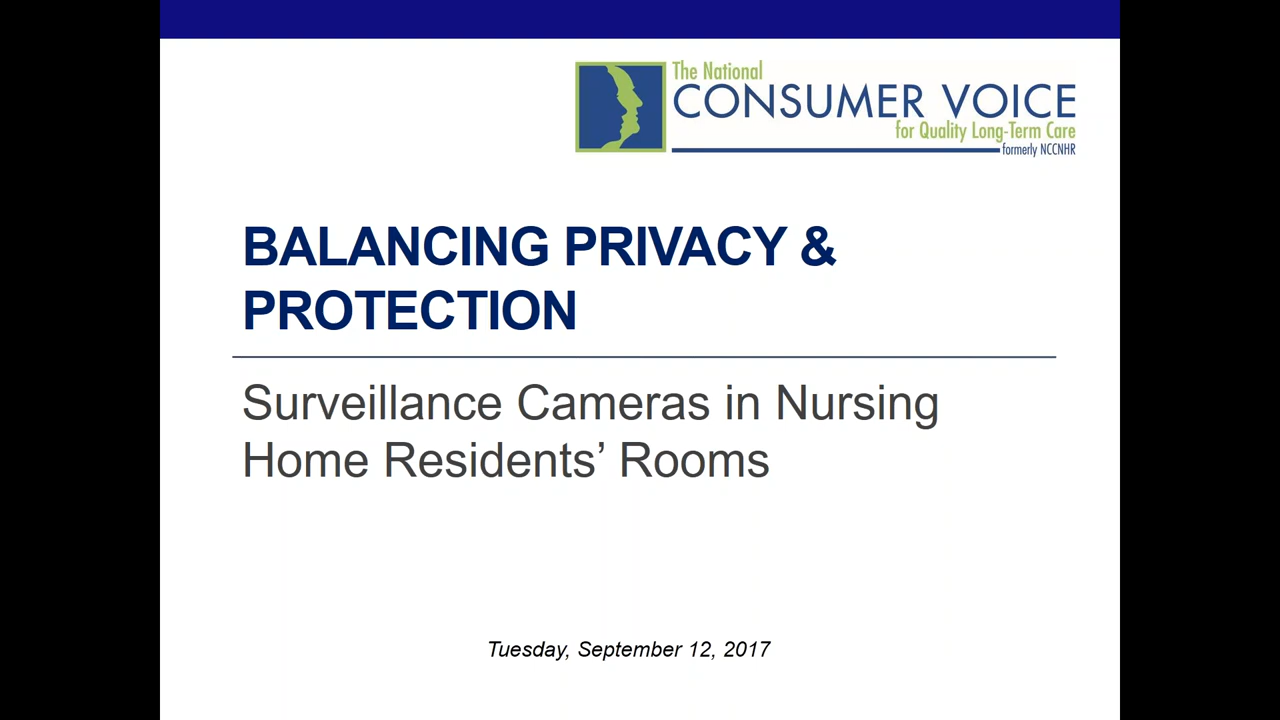 The National
CONSUMER VOICE
for Quality Long-Term Care
formerly NCCNHR
BALANCING PRIVACY &
PROTECTION
Surveillance Cameras in Nursing
Home Residents’ Rooms
Tuesday, September 12, 2017